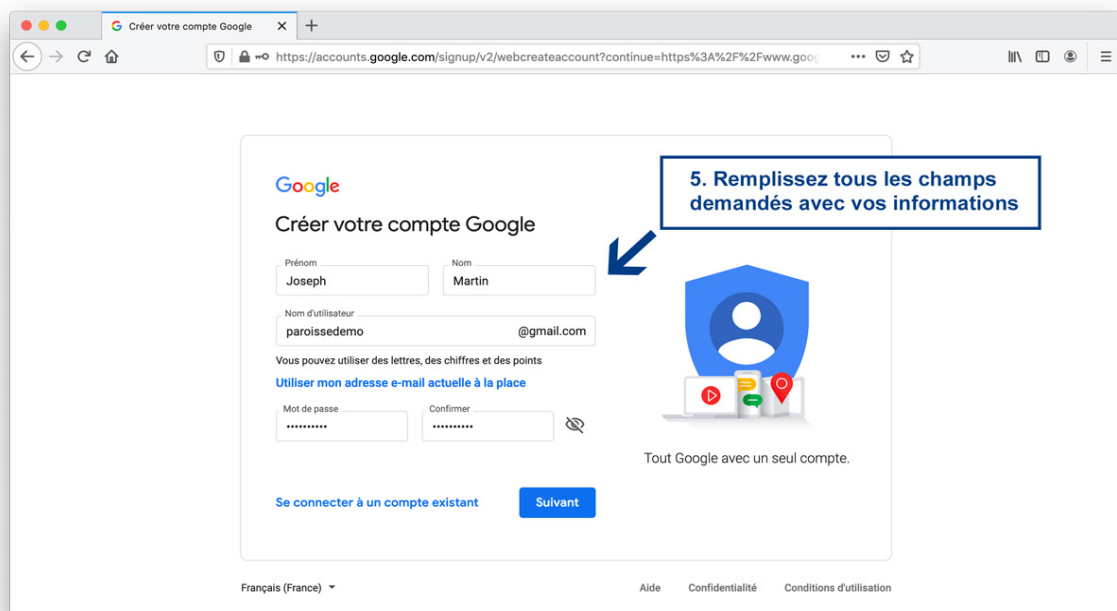 Créer votre compte Google
https://accounts.google.com/signup/v2/webcreateaccount?continue=https%3A%2F%2Fwww.goog
5. Remplissez tous les champs
demandés avec vos informations
Google
Créer votre compte Google
Prénom Nom
Joseph Martin
Nom d'utilisateur
paroissedemo @gmail.com
Vous pouvez utiliser des lettres, des chiffres et des points
Utiliser mon adresse e-mail actuelle à la place
Mot de passe Confirmer
•••••••••• ••••••••••
Tout Google avec un seul compte.
Se connecter à un compte existant Suivant
Français (France) Aide Confidentialité Conditions d'utilisation